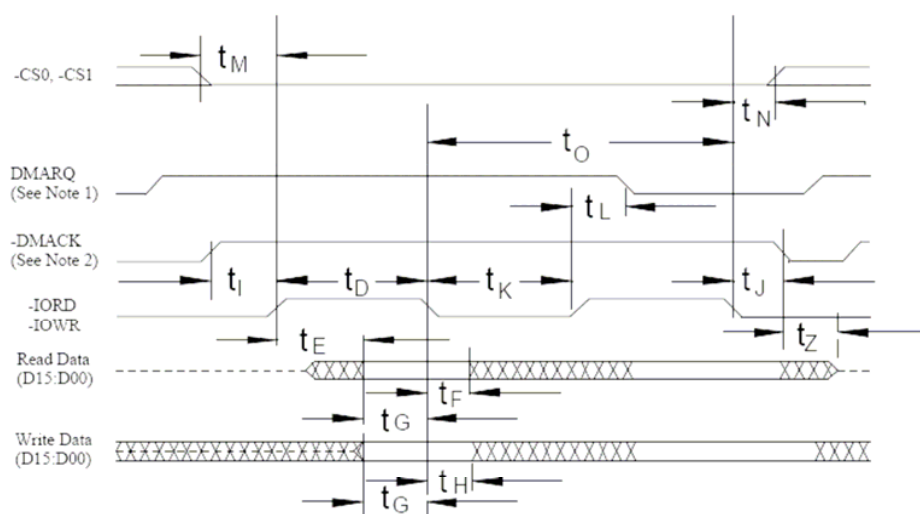 tM
-CS0, -CS1
tN
tO
DMARQ
(See Note 1)
tL
-DMACK
(See Note 2)
tI
tD
tK
tJ
-IORD
-IOWR
tE
tZ
Read Data
(D15:D00)
tF
tG
Write Data
(D15:D00)
tH
tG